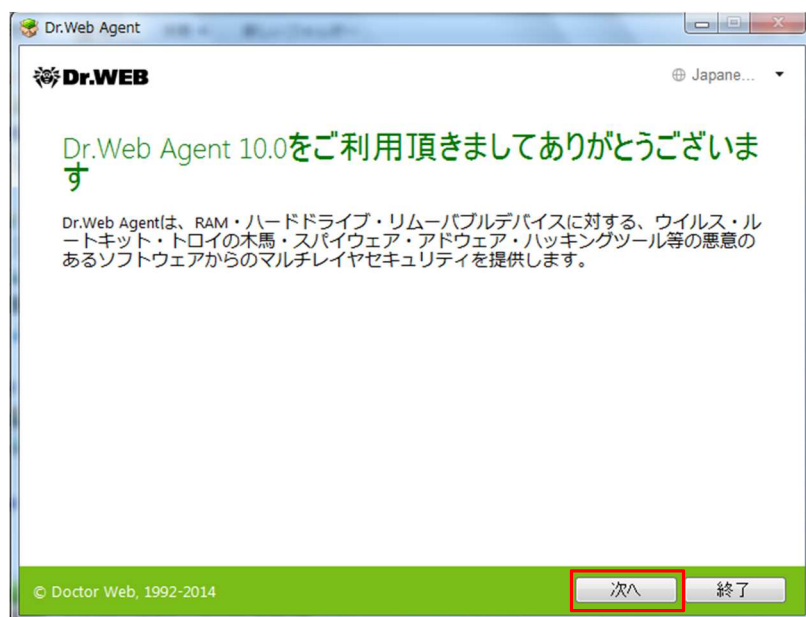 Dr.Web Agent
Dr.WEB
Japane...
Dr.Web Agent 10.0をご利用頂きましてありがとうございま
す
Dr.Web Agentは、RAM・ハードドライブ・リムーバブルデバイスに対する、ウイルス・ル
ートキット・トロイの木馬・スパイウェア・アドウェア・ハッキングツール等の悪意の
あるソフトウェアからのマルチレイヤセキュリティを提供します。
© Doctor Web, 1992-2014
次へ
終了